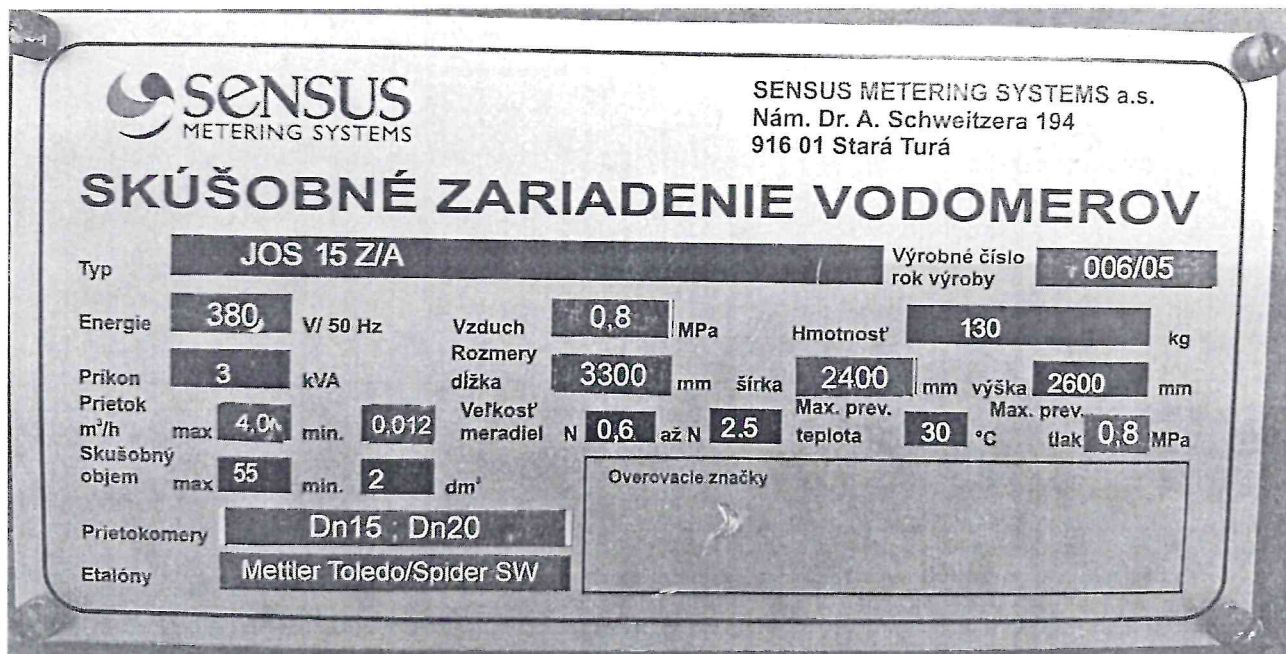 SENSUS
METERING SYSTEMS
SENSUS METERING SYSTEMS a.s.
Nám. Dr. A. Schweitzera 194
916 01 Stará Turá
SKÚŠOBNÉ ZARIADENIE VODOMEROV
Typ JOS 15 Z/A Výrobné číslo rok výroby 006/05
Energie 380 V/ 50 Hz Vzduch 0,8 MPa Hmotnosť 130 kg
Príkon 3 kVA Rozmery dĺžka 3300 mm šírka 2400 mm výška 2600 mm
Prietok m³/h max 4,0 min. 0,012 Veľkosť meradiel N 0,6 až N 2.5 Max. prev. teplota 30 °C Max. prev. tlak 0,8 MPa
Skušobný objem max 55 min. 2 dm³
Overovacie značky
Prietokomery Dn15 ; Dn20
Etalóny Mettler Toledo/Spider SW